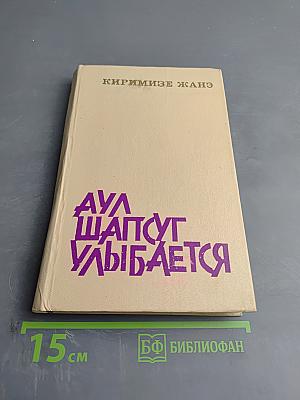 КИРИМИЗЕ ЖАНЭ
АУЛ
ШАПСУГ
УЛЫБАЕТСЯ
15 см
БФ БИБЛИОФАН